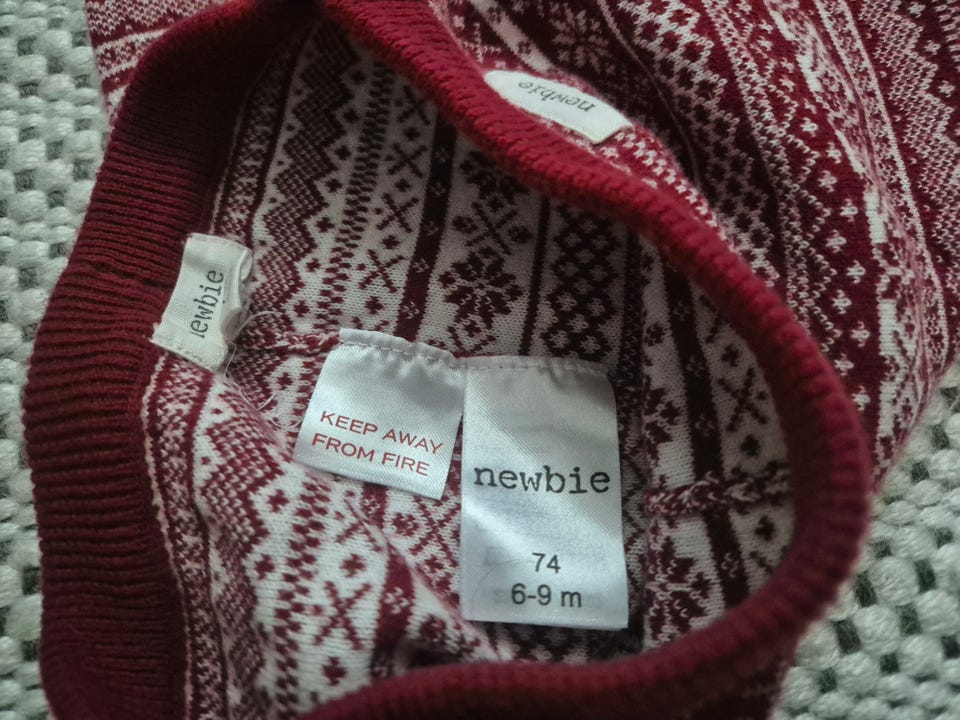 newbie
newbie
KEEP AWAY
FROM FIRE
newbie
74
6-9 m